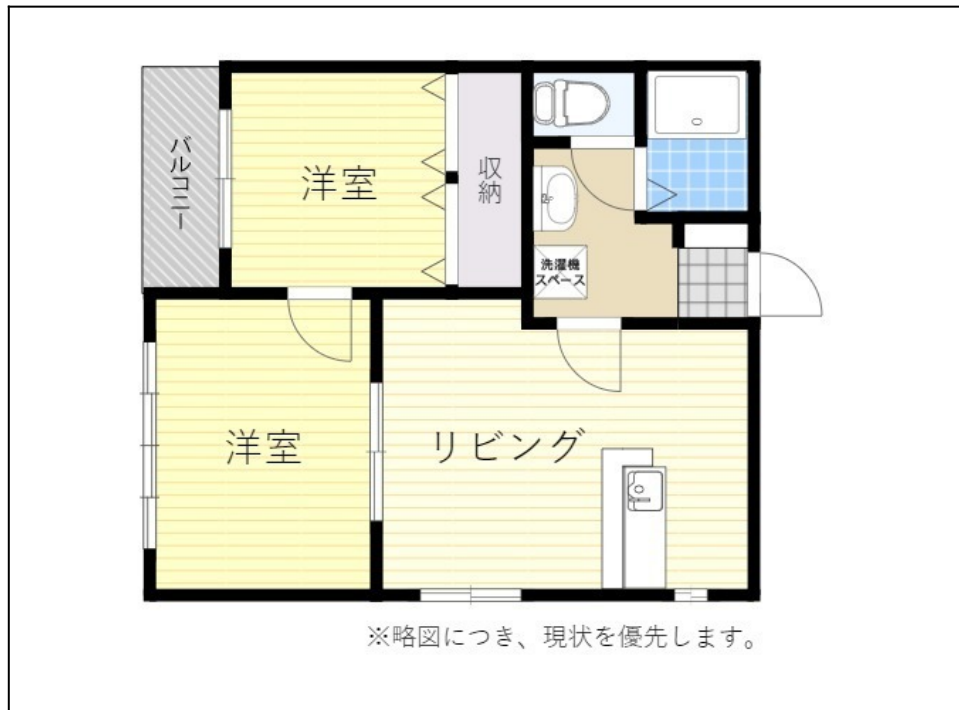 バルコニー
洋室
収納
洗濯機
スペース
洋室
リビング
※略図につき、現状を優先します。